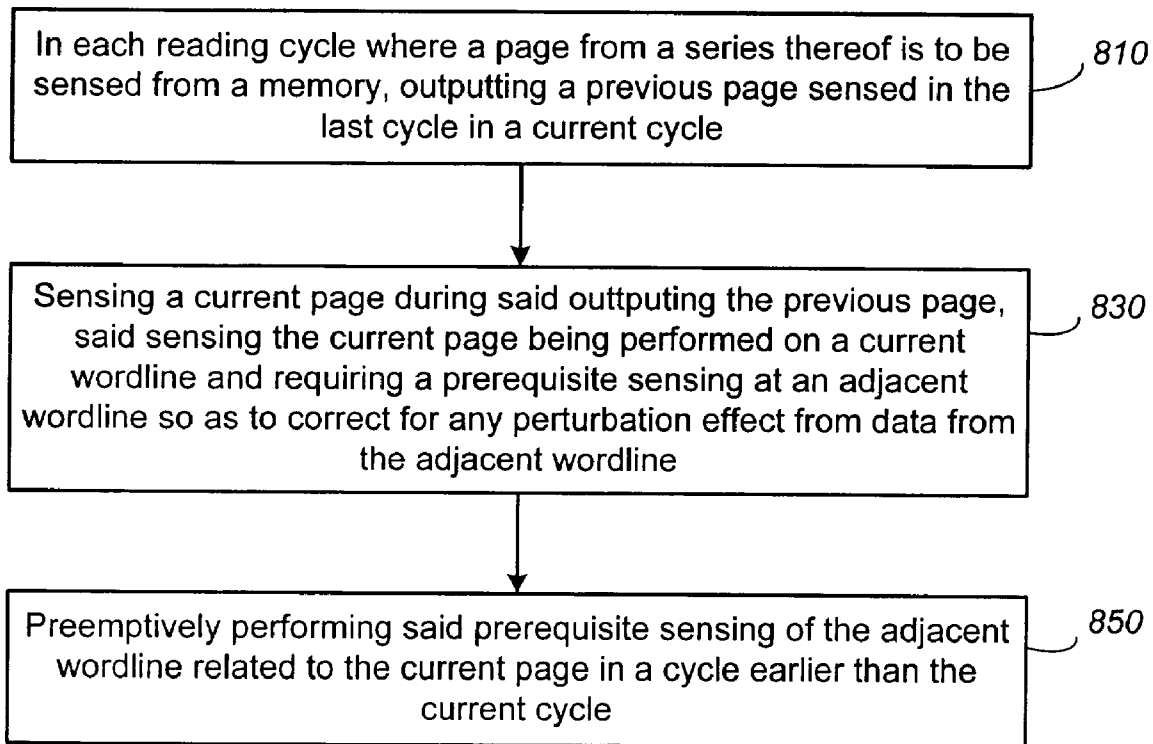 In each reading cycle where a page from a series thereof is to be
sensed from a memory, outputting a previous page sensed in the
last cycle in a current cycle
810
Sensing a current page during said outtputing the previous page,
said sensing the current page being performed on a current
wordline and requiring a prerequisite sensing at an adjacent
wordline so as to correct for any perturbation effect from data from
the adjacent wordline
830
Preemptively performing said prerequisite sensing of the adjacent
wordline related to the current page in a cycle earlier than the
current cycle
850